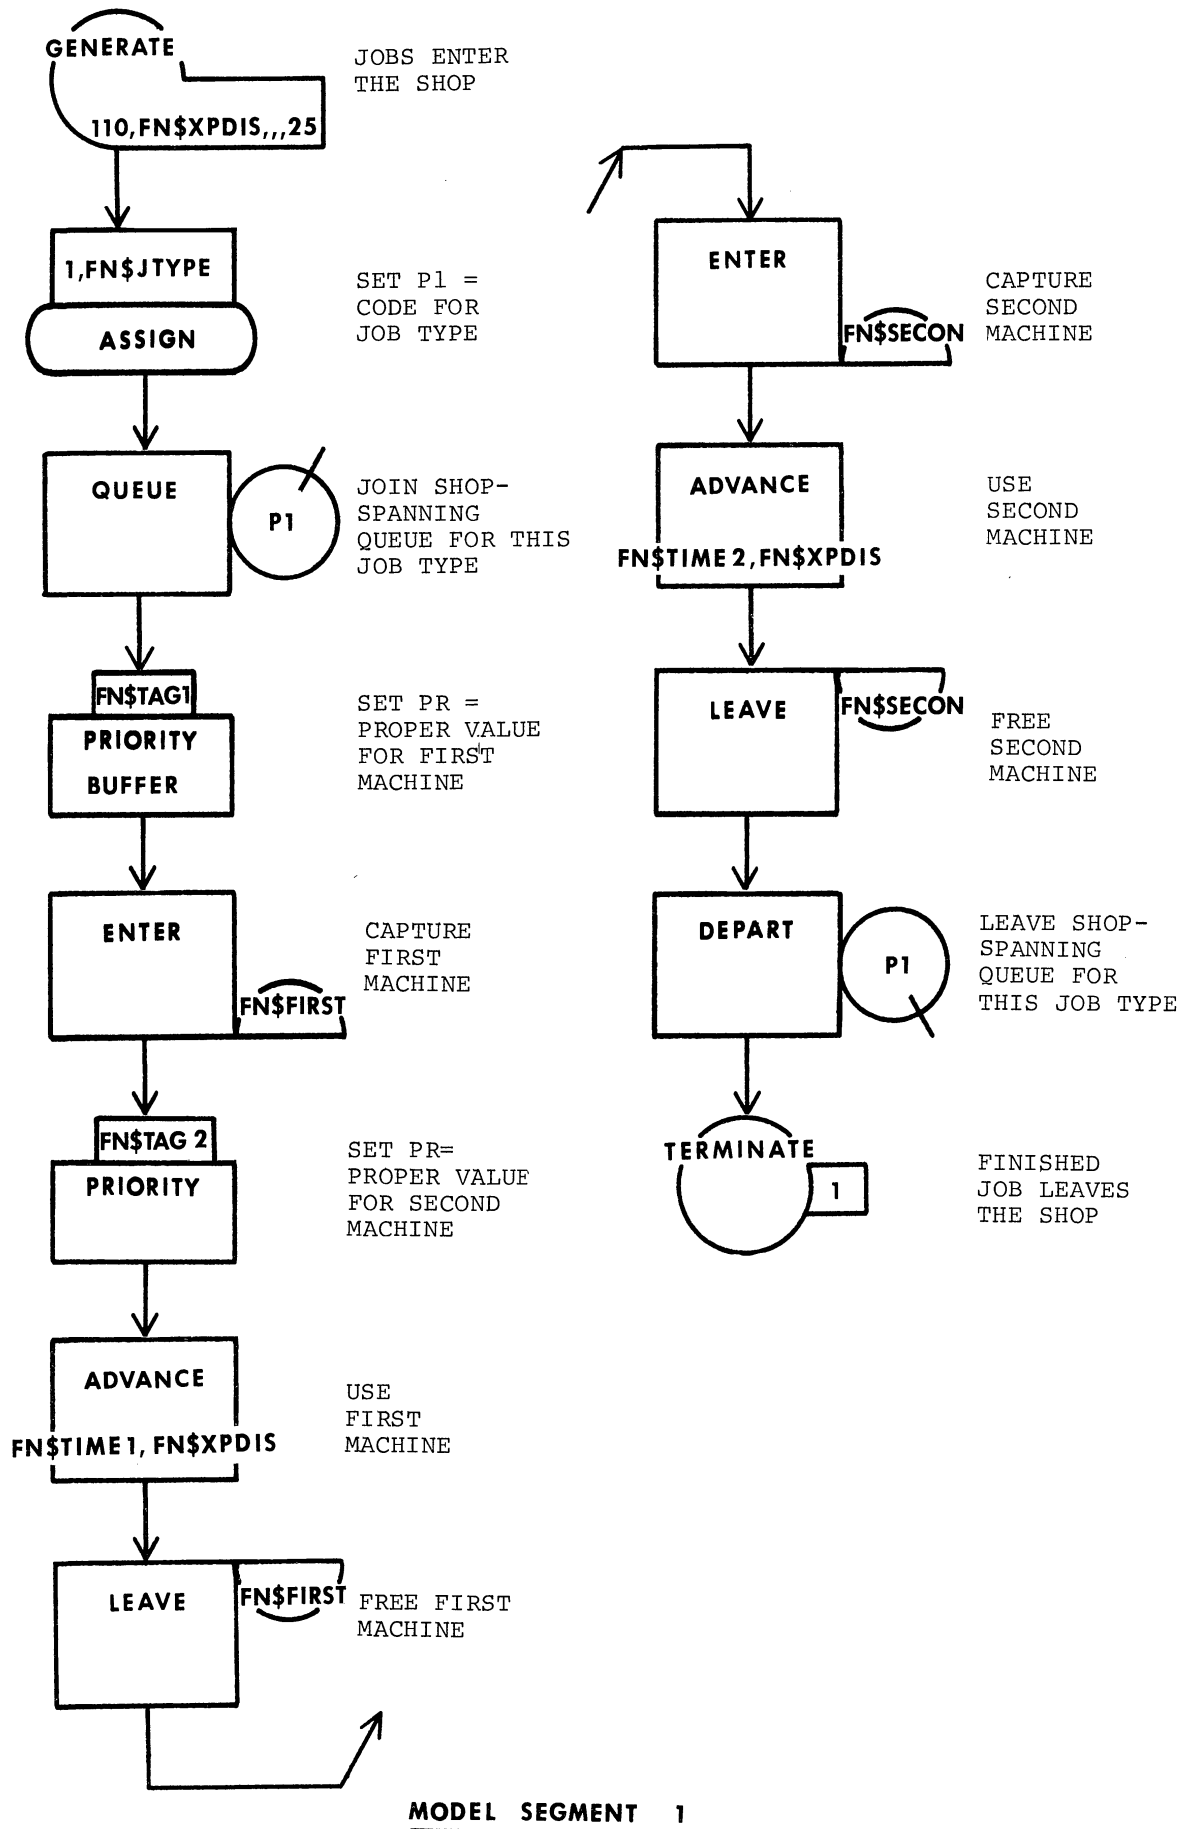 GENERATE
JOBS ENTER
THE SHOP
110,FN$XPDIS,,,25
1,FN$JTYPE
ASSIGN
SET P1 =
CODE FOR
JOB TYPE
QUEUE
P1
JOIN SHOP-
SPANNING
QUEUE FOR THIS
JOB TYPE
FN$TAG1
PRIORITY
BUFFER
SET PR =
PROPER VALUE
FOR FIRST
MACHINE
ENTER
FN$FIRST
CAPTURE
FIRST
MACHINE
FN$TAG 2
PRIORITY
SET PR=
PROPER VALUE
FOR SECOND
MACHINE
ADVANCE
FN$TIME1, FN$XPDIS
USE
FIRST
MACHINE
LEAVE
FN$FIRST
FREE FIRST
MACHINE
ENTER
FN$SECON
CAPTURE
SECOND
MACHINE
ADVANCE
FN$TIME 2, FN$XPDIS
USE
SECOND
MACHINE
LEAVE
FN$SECON
FREE
SECOND
MACHINE
DEPART
P1
LEAVE SHOP-
SPANNING
QUEUE FOR
THIS JOB TYPE
TERMINATE
1
FINISHED
JOB LEAVES
THE SHOP
MODEL SEGMENT 1